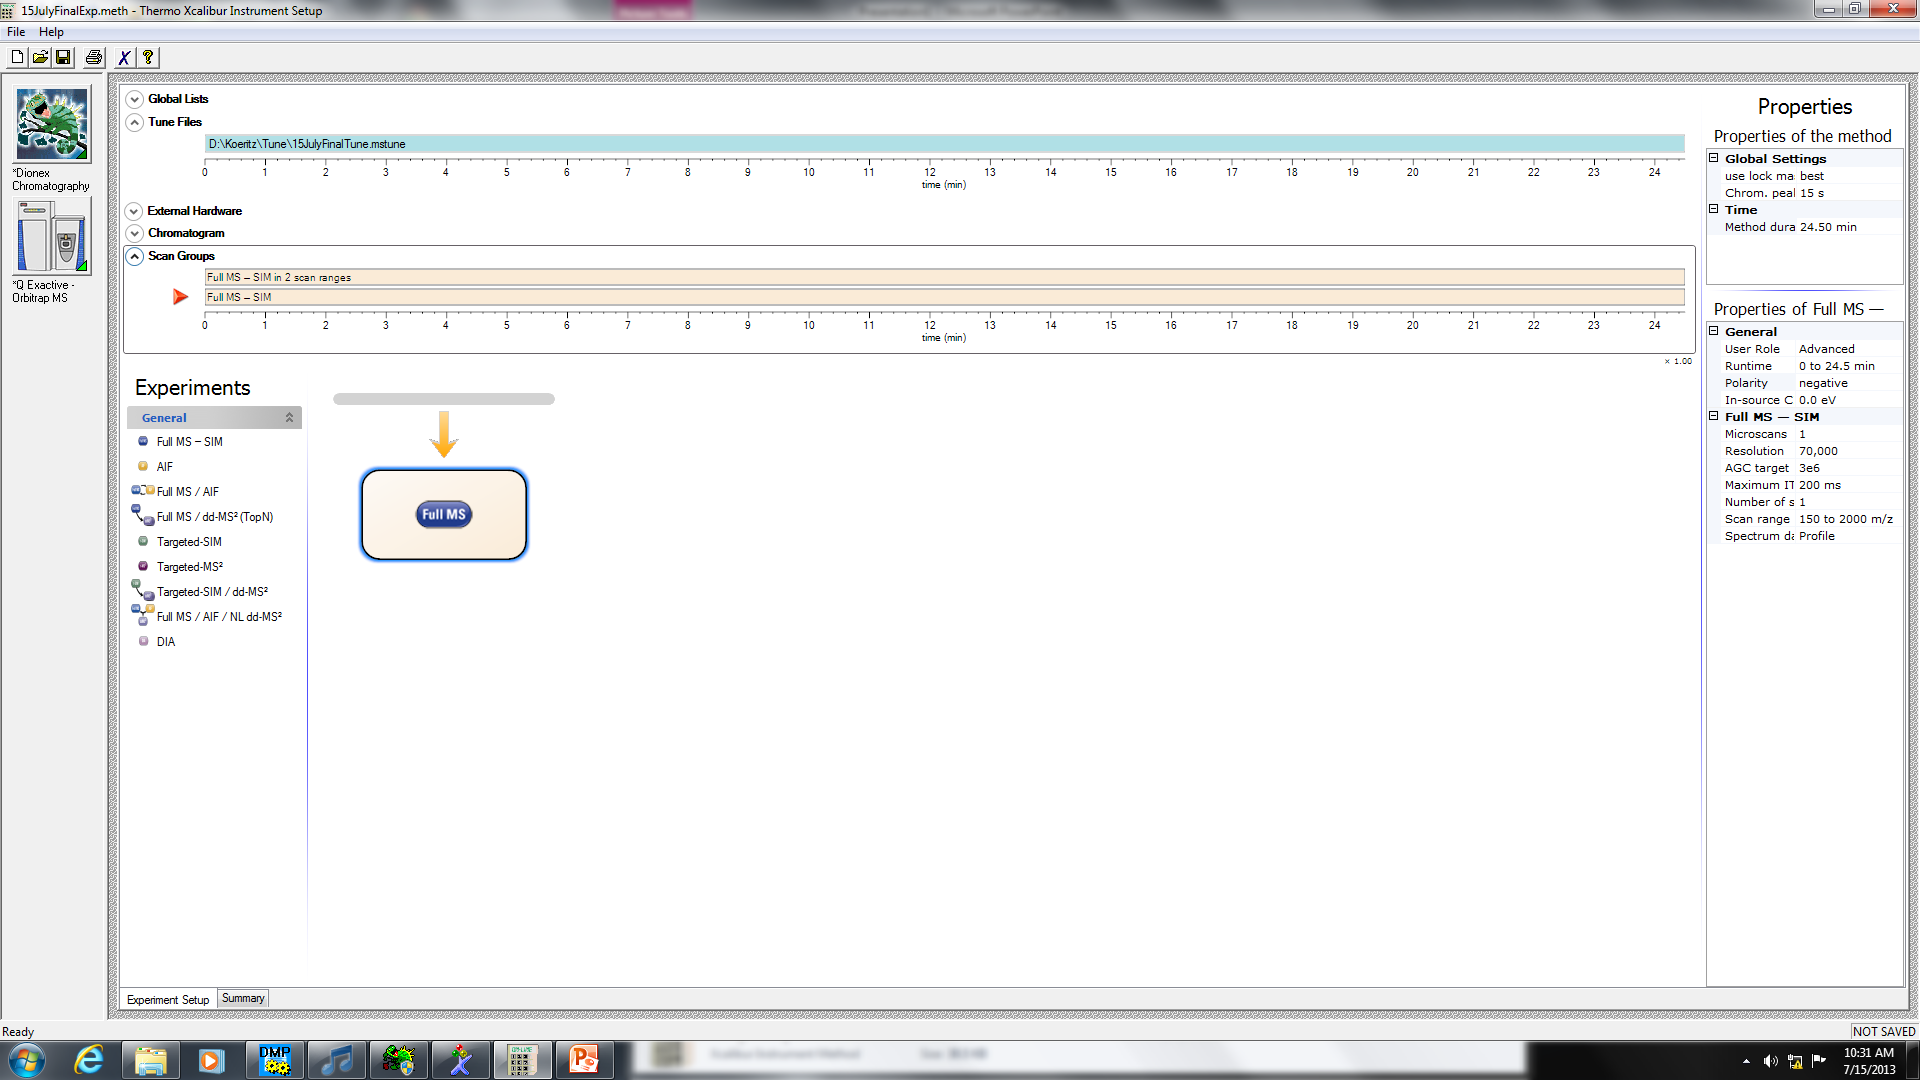 15JulyFinalExp.meth - Thermo Xcalibur Instrument Setup
File Help
*Dionex
Chromatography
*Q Exactive -
Orbitrap MS
Global Lists
Tune Files
D:\Koeritz\Tune\15JulyFinalTune.mstune
0 1 2 3 4 5 6 7 8 9 10 11 12 13 14 15 16 17 18 19 20 21 22 23 24
time (min)
External Hardware
Chromatogram
Scan Groups
Full MS – SIM in 2 scan ranges
Full MS – SIM
0 1 2 3 4 5 6 7 8 9 10 11 12 13 14 15 16 17 18 19 20 21 22 23 24
time (min)
× 1.00
Experiments
General
Full MS – SIM
AIF
Full MS / AIF
Full MS / dd-MS² (TopN)
Targeted-SIM
Targeted-MS²
Targeted-SIM / dd-MS²
Full MS / AIF / NL dd-MS²
DIA
Full MS
Experiment Setup Summary
Properties
Properties of the method
Global Settings
use lock ma best
Chrom. peal 15 s
Time
Method dura 24.50 min
Properties of Full MS —
General
User Role Advanced
Runtime 0 to 24.5 min
Polarity negative
In-source C 0.0 eV
Full MS — SIM
Microscans 1
Resolution 70,000
AGC target 3e6
Maximum IT 200 ms
Number of s 1
Scan range 150 to 2000 m/z
Spectrum da Profile
Ready
NOT SAVED
DMP
10:31 AM
7/15/2013